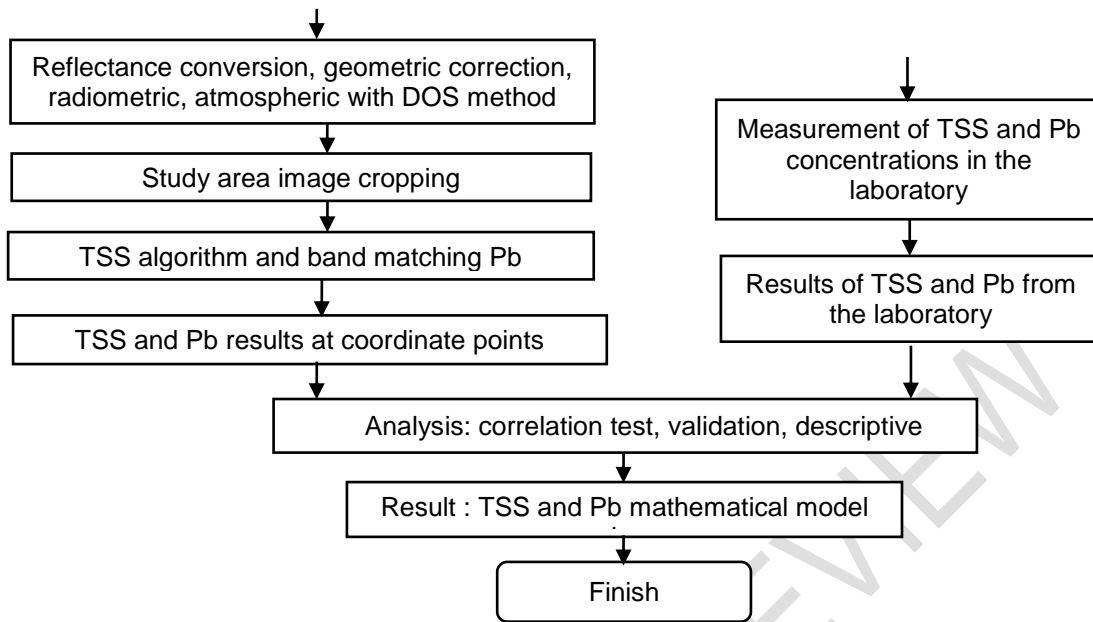 Reflectance conversion, geometric correction,
radiometric, atmospheric with DOS method
Study area image cropping
TSS algorithm and band matching Pb
TSS and Pb results at coordinate points
Measurement of TSS and Pb
concentrations in the
laboratory
Results of TSS and Pb from
the laboratory
Analysis: correlation test, validation, descriptive
Result : TSS and Pb mathematical model
Finish
EVIEW